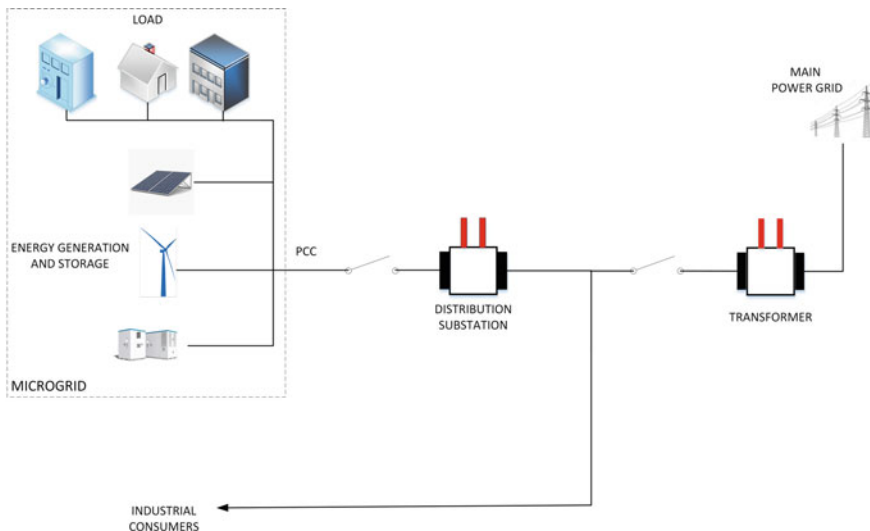 LOAD
MAIN
POWER GRID
ENERGY GENERATION
AND STORAGE
PCC
DISTRIBUTION
SUBSTATION
TRANSFORMER
MICROGRID
INDUSTRIAL
CONSUMERS